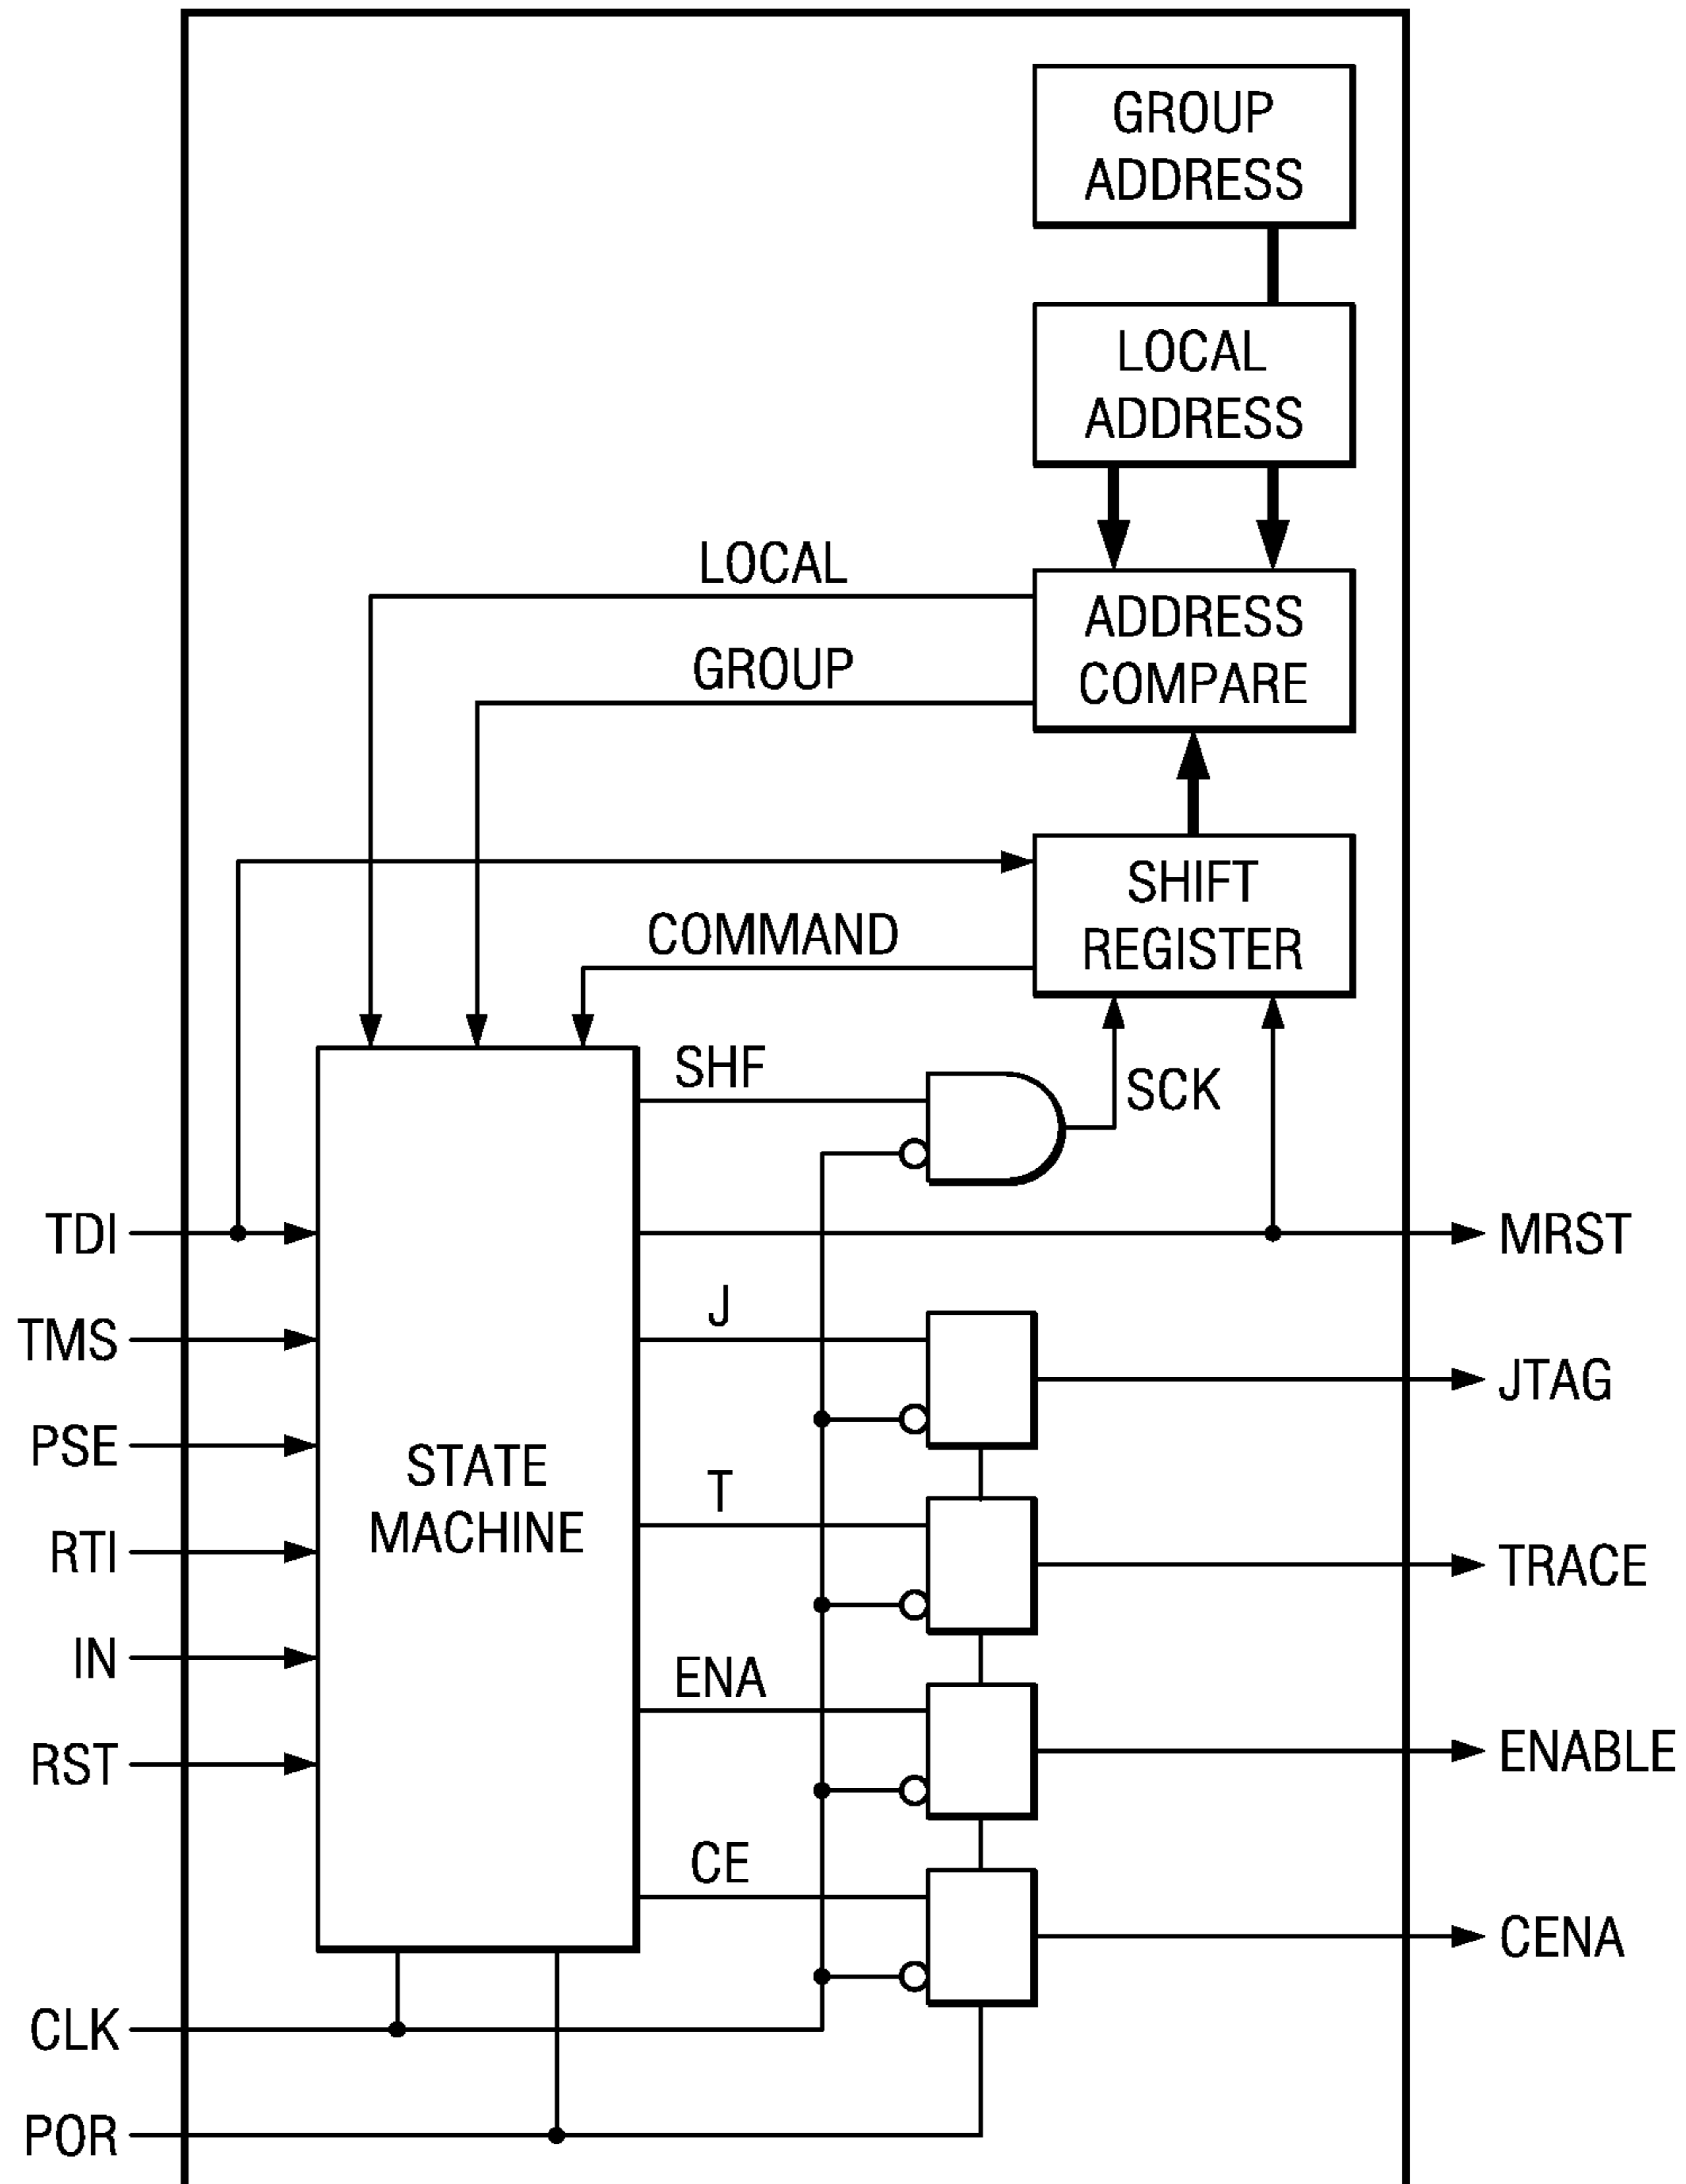 GROUP
ADDRESS
LOCAL
ADDRESS
LOCAL
ADDRESS
COMPARE
GROUP
SHIFT
REGISTER
COMMAND
SHF
SCK
TDI
MRST
J
TMS
JTAG
PSE
STATE
MACHINE
T
RTI
TRACE
IN
ENA
RST
ENABLE
CE
CENA
CLK
POR